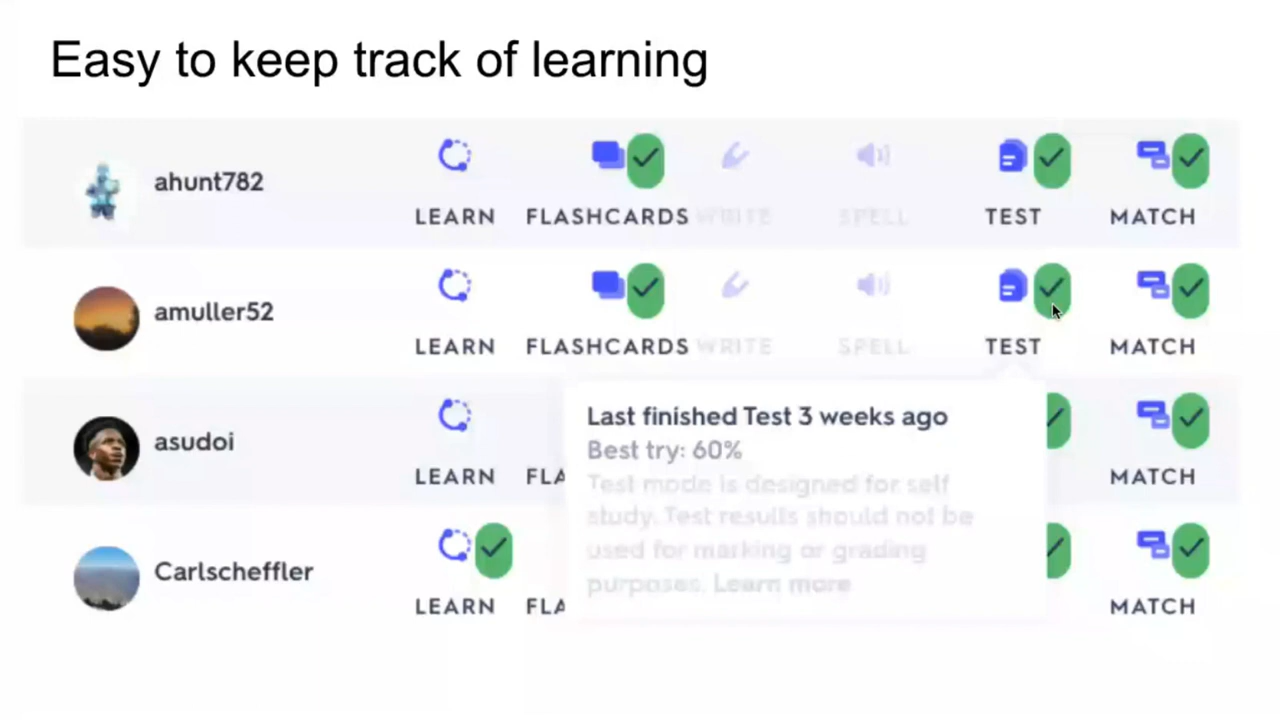 Easy to keep track of learning
ahunt782
LEARN FLASHCARDS WRITE SPELL TEST MATCH
amuller52
LEARN FLASHCARDS WRITE SPELL TEST MATCH
asudoi
LEARN FLA MATCH
Last finished Test 3 weeks ago
Best try: 60%
Test mode is designed for self
study. Test results should not be
used for marking or grading
purposes. Learn more
Carlscheffler
LEARN FLA MATCH